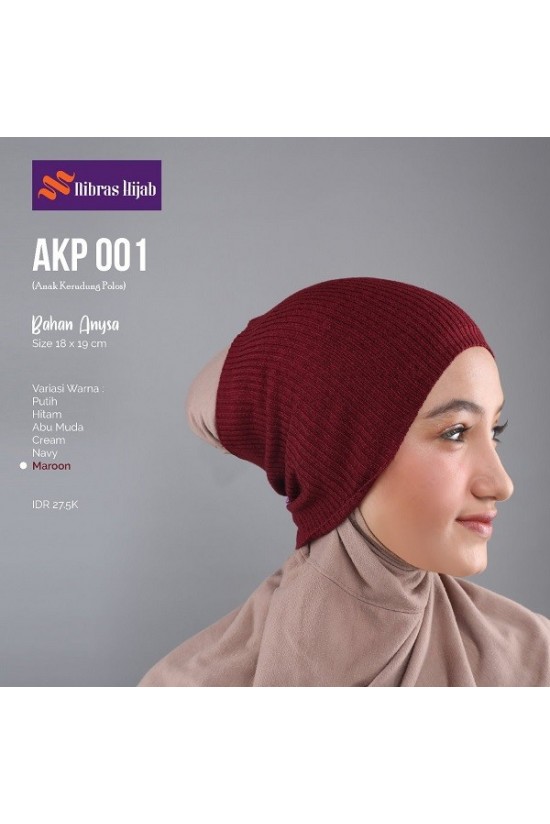 Nibras Hijab
AKP 001
(Anak Kerudung Polos)
Bahan Anysa
Size 18 x 19 cm
Variasi Warna :
Putih
Hitam
Abu Muda
Cream
Navy
Maroon
IDR 27.5K